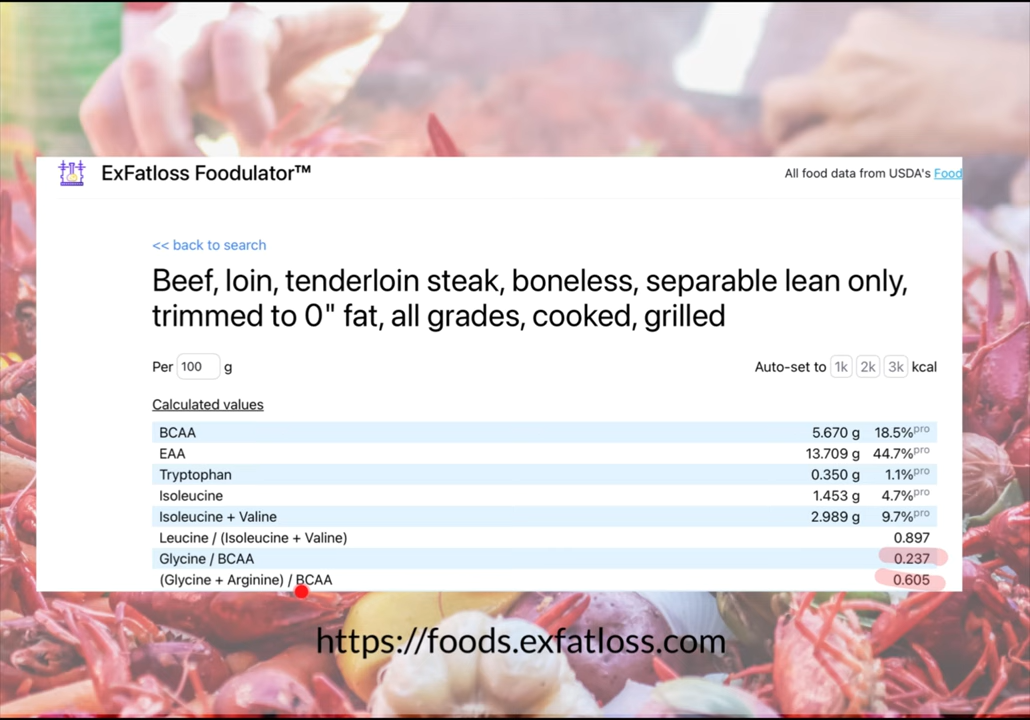 ExFatloss Foodulator™
All food data from USDA's Food
<< back to search
Beef, loin, tenderloin steak, boneless, separable lean only,
trimmed to 0" fat, all grades, cooked, grilled
Per 100 g
Auto-set to 1k 2k 3k kcal
Calculated values
BCAA 5.670 g 18.5%pro
EAA 13.709 g 44.7%pro
Tryptophan 0.350 g 1.1%pro
Isoleucine 1.453 g 4.7%pro
Isoleucine + Valine 2.989 g 9.7%pro
Leucine / (Isoleucine + Valine) 0.897
Glycine / BCAA 0.237
(Glycine + Arginine) / BCAA 0.605
https://foods.exfatloss.com